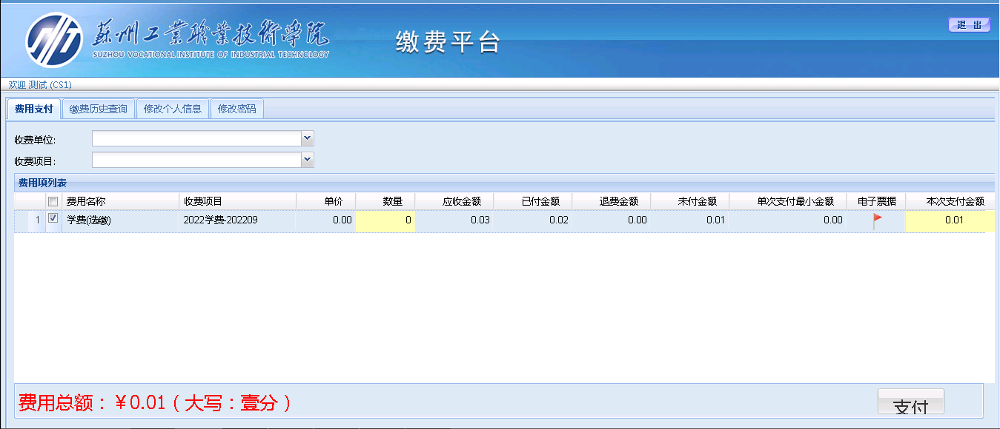 蘇州工業職業技術學院
SUZHOU VOCATIONAL INSTITUTE OF INDUSTRIAL TECHNOLOGY
缴费平台
退 出
欢迎 测试 (CS1)
费用支付 缴费历史查询 修改个人信息 修改密码
收费单位:
收费项目:
费用项列表
费用名称 收费项目 单价 数量 应收金额 已付金额 退费金额 未付金额 单次支付最小金额 电子票据 本次支付金额
1 学费(选缴) 2022学费-202209 0.00 0 0.03 0.02 0.00 0.01 0.00 0.01
费用总额：￥0.01（大写：壹分）
支付